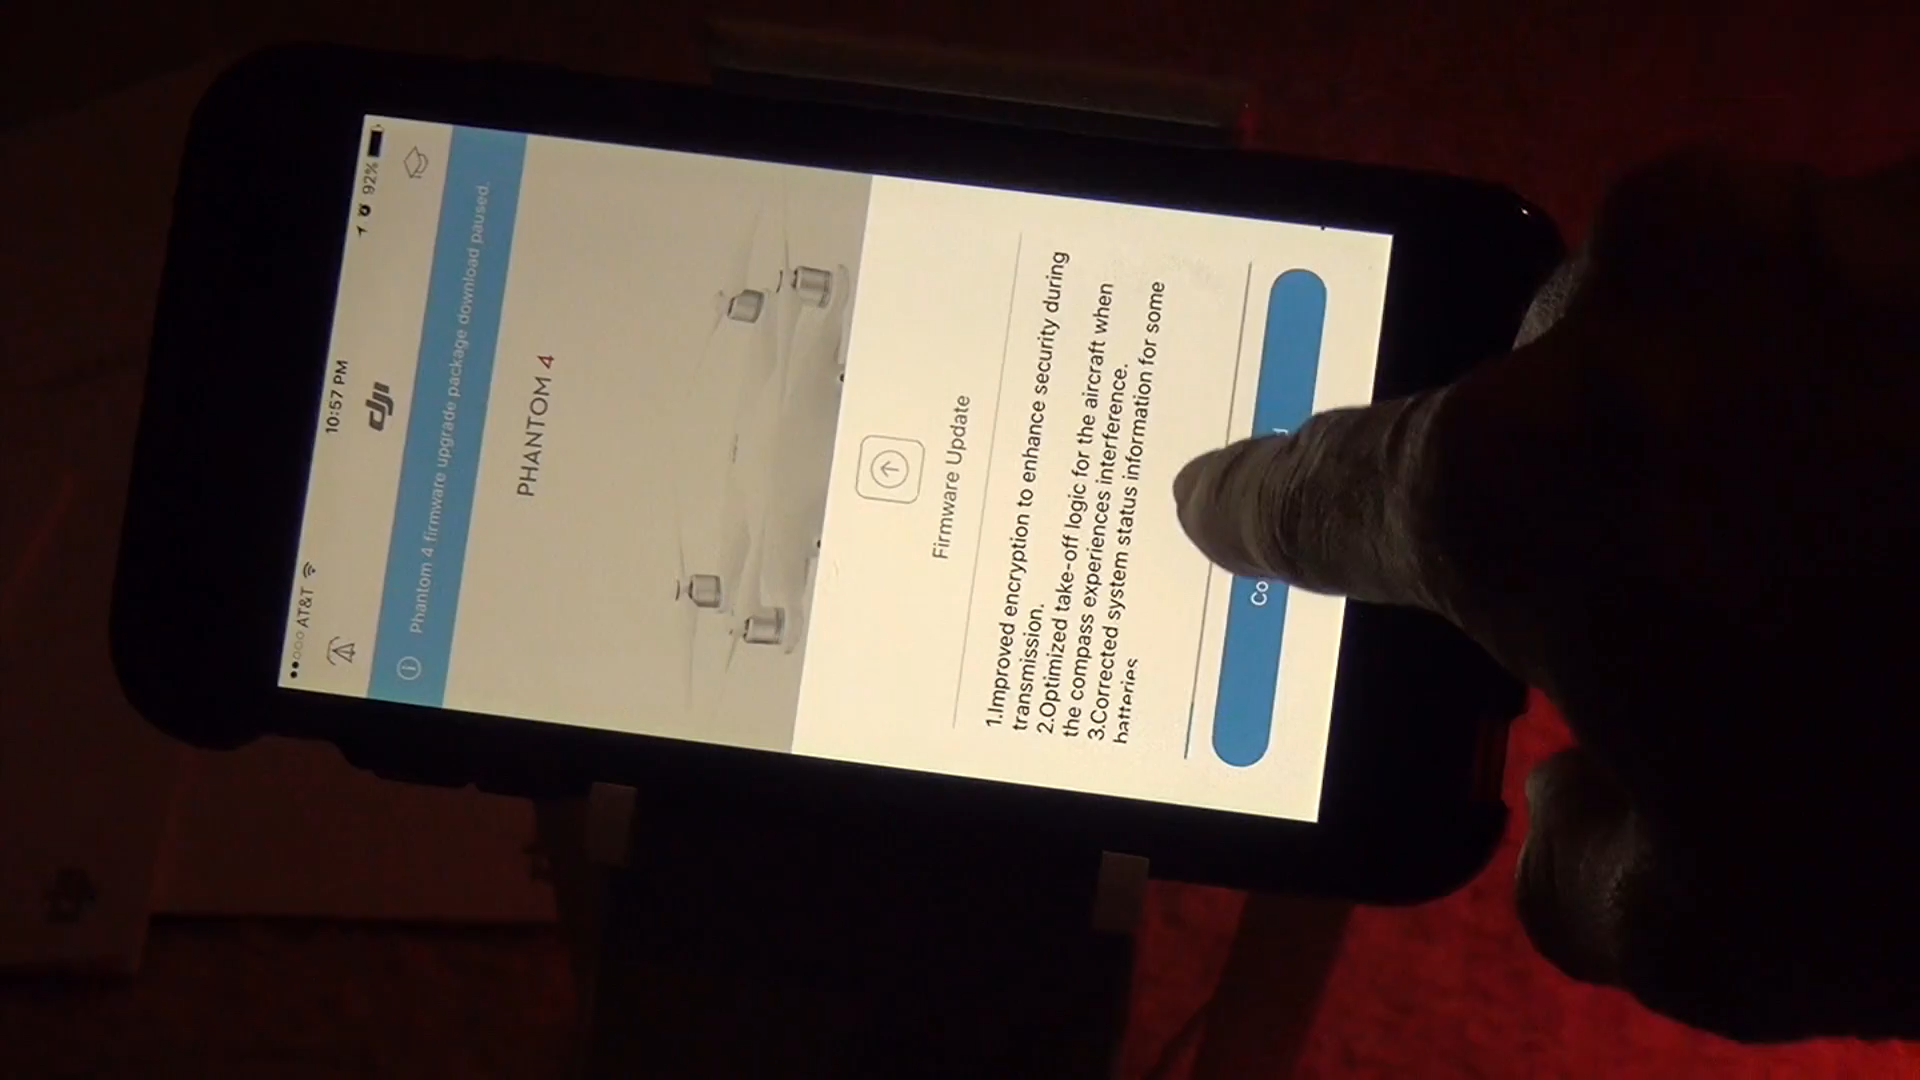 AT&T 10:57 PM 92%
dji
Phantom 4 firmware upgrade package download paused.
PHANTOM 4
Firmware Update
1.Improved encryption to enhance security during
transmission.
2.Optimized take-off logic for the aircraft when
the compass experiences interference.
3.Corrected system status information for some
batteries